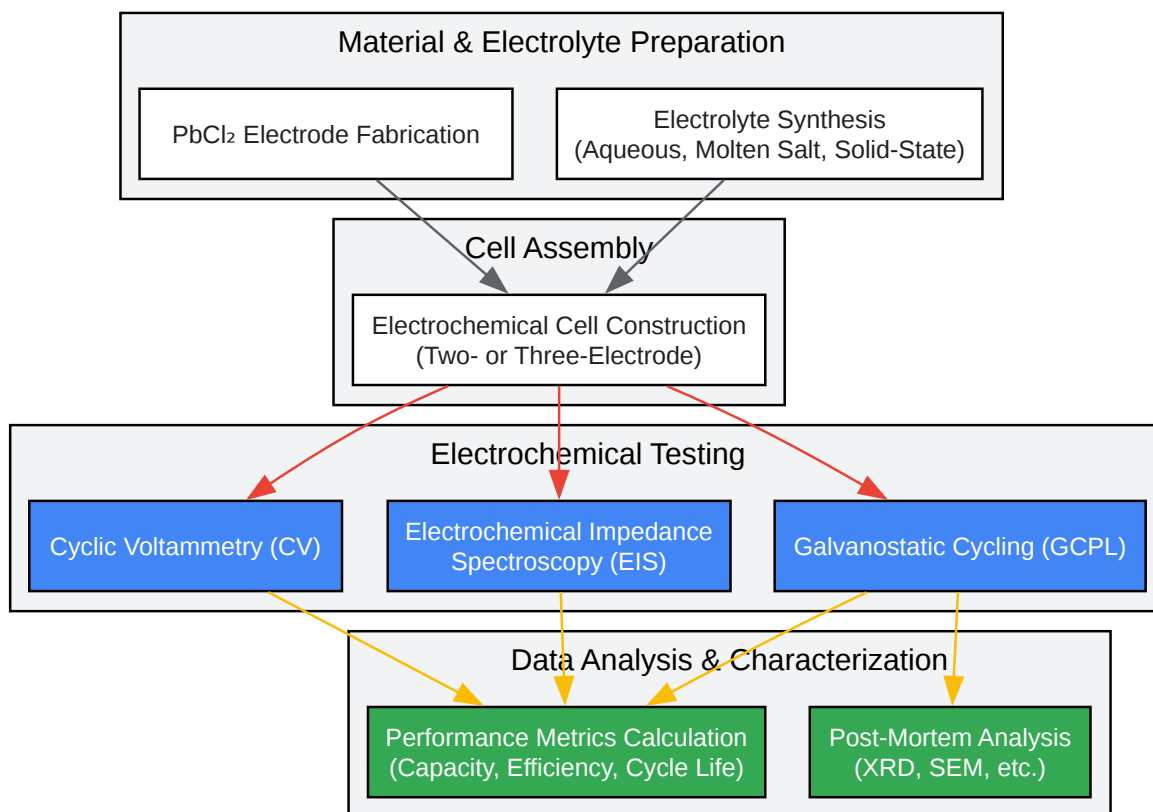 Material & Electrolyte Preparation
PbCl₂ Electrode Fabrication
Electrolyte Synthesis
(Aqueous, Molten Salt, Solid-State)
Cell Assembly
Electrochemical Cell Construction
(Two- or Three-Electrode)
Electrochemical Testing
Cyclic Voltammetry (CV)
Electrochemical Impedance
Spectroscopy (EIS)
Galvanostatic Cycling (GCPL)
Data Analysis & Characterization
Performance Metrics Calculation
(Capacity, Efficiency, Cycle Life)
Post-Mortem Analysis
(XRD, SEM, etc.)